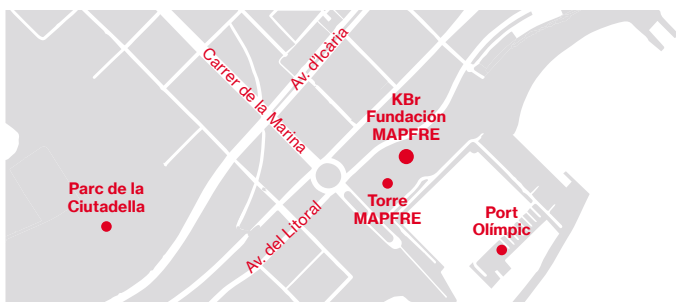 Carrer de la Marina
Av. d'Icària
KBr
Fundación
MAPFRE
Parc de la
Ciutadella
Torre
MAPFRE
Av. del Litoral
Port
Olímpic